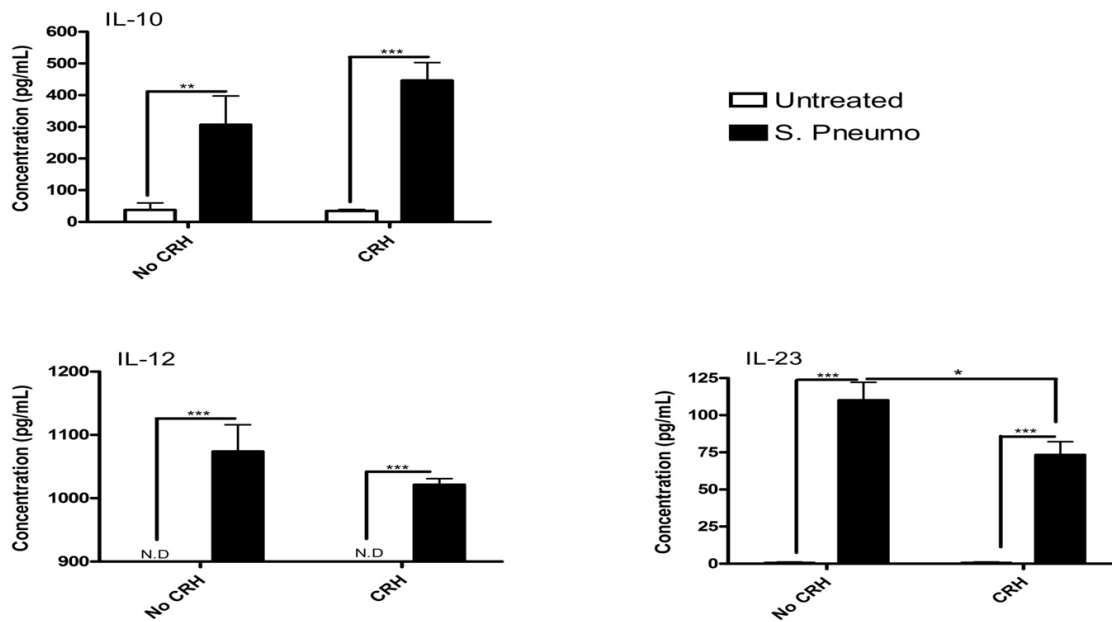 IL-10
Concentration (pg/mL)
600
500
400
300
200
100
0
**
***
No CRH
CRH
Untreated
S. Pneumo
IL-12
Concentration (pg/mL)
1200
1100
1000
900
***
***
N.D
N.D
No CRH
CRH
IL-23
Concentration (pg/mL)
125
100
75
50
25
0
***
*
***
No CRH
CRH